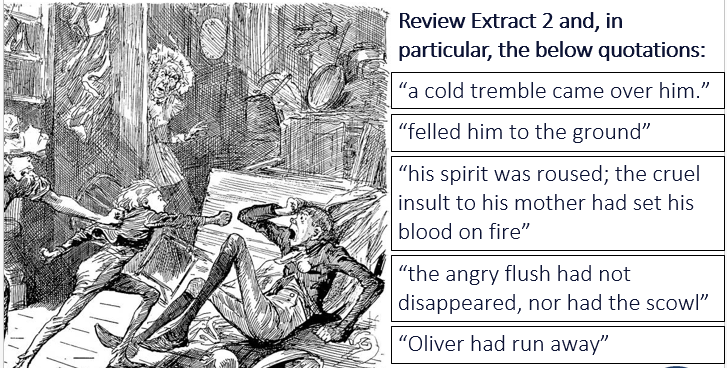 Review Extract 2 and, in
particular, the below quotations:
“a cold tremble came over him.”
“felled him to the ground”
“his spirit was roused; the cruel
insult to his mother had set his
blood on fire”
“the angry flush had not
disappeared, nor had the scowl”
“Oliver had run away”